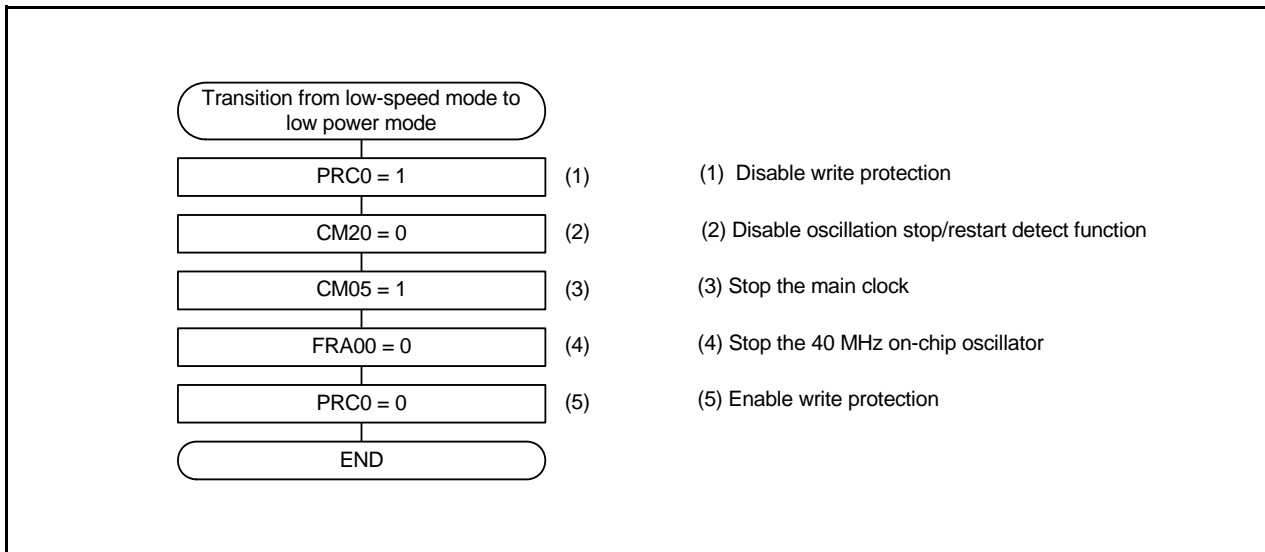 Transition from low-speed mode to
low power mode
PRC0 = 1 (1) (1) Disable write protection
CM20 = 0 (2) (2) Disable oscillation stop/restart detect function
CM05 = 1 (3) (3) Stop the main clock
FRA00 = 0 (4) (4) Stop the 40 MHz on-chip oscillator
PRC0 = 0 (5) (5) Enable write protection
END